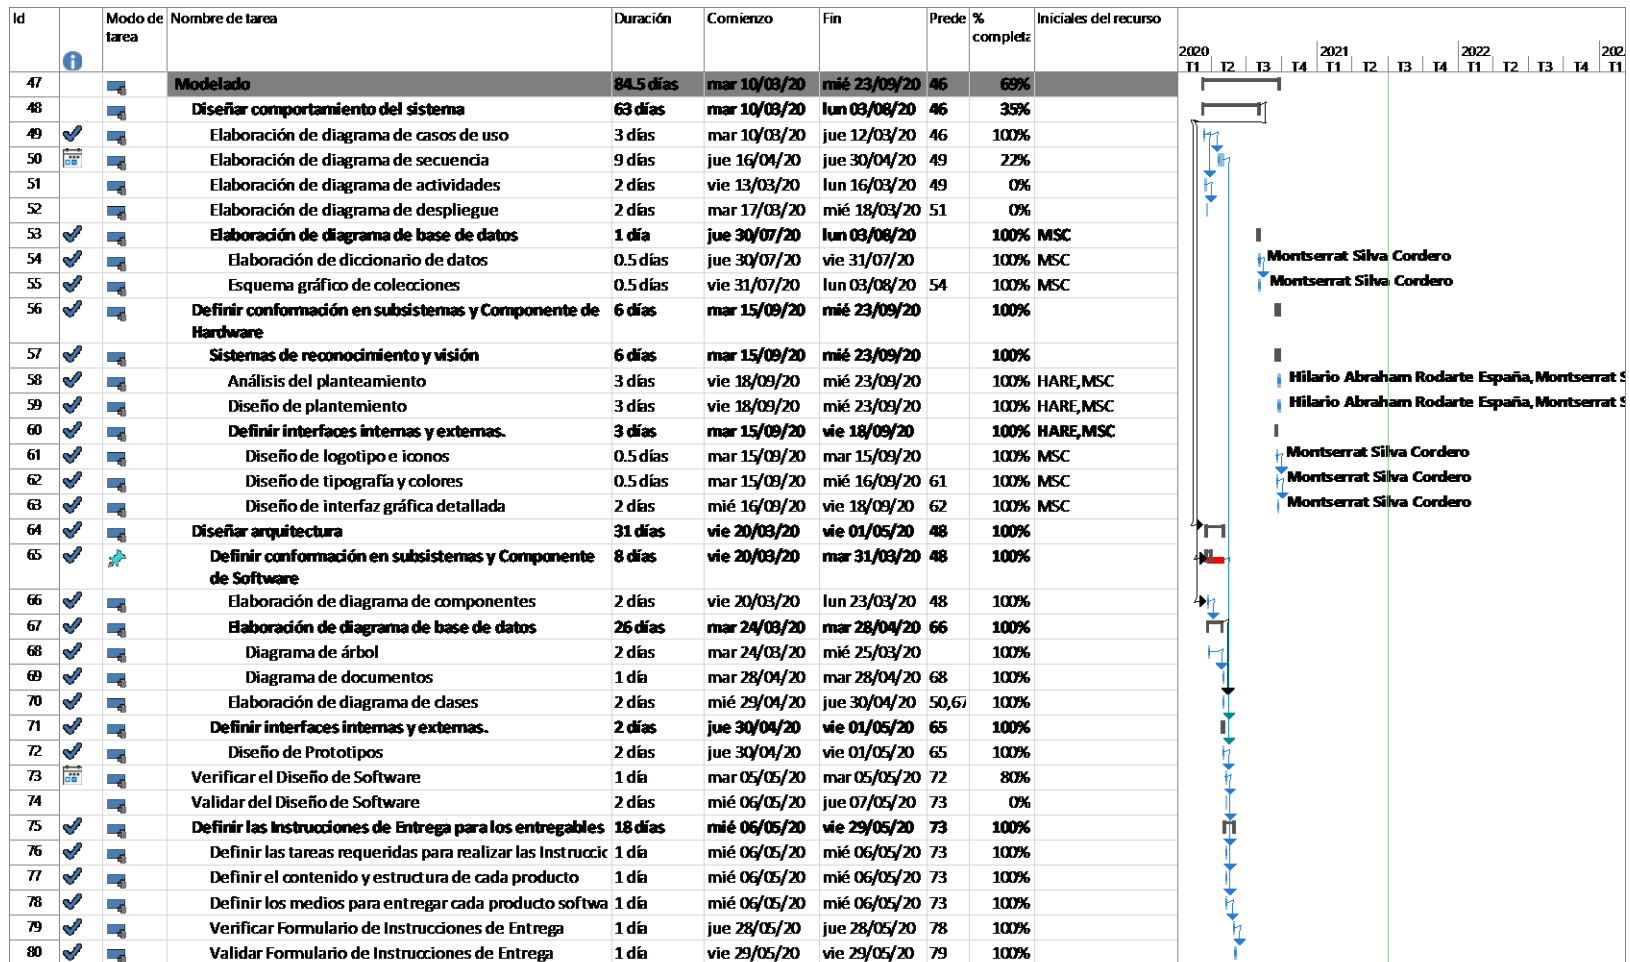 Id Modo de tarea Nombre de tarea Duración Comienzo Fin Prede % completa Iniciales del recurso
2020 2021 2022 202
T1 T2 T3 T4 T1 T2 T3 T4 T1 T2 T3 T4 T1
47 Modelado 84.5 días mar 10/03/20 mié 23/09/20 46 69%
48 Diseñar comportamiento del sistema 63 días mar 10/03/20 lun 03/08/20 46 35%
49 Elaboración de diagrama de casos de uso 3 días mar 10/03/20 jue 12/03/20 46 100%
50 Elaboración de diagrama de secuencia 9 días jue 16/04/20 jue 30/04/20 49 22%
51 Elaboración de diagrama de actividades 2 días vie 13/03/20 lun 16/03/20 49 0%
52 Elaboración de diagrama de despliegue 2 días mar 17/03/20 mié 18/03/20 51 0%
53 Elaboración de diagrama de base de datos 1 día jue 30/07/20 lun 03/08/20 100% MSC
54 Elaboración de diccionario de datos 0.5 días jue 30/07/20 vie 31/07/20 100% MSC Montserrat Silva Cordero
55 Esquema gráfico de colecciones 0.5 días vie 31/07/20 lun 03/08/20 54 100% MSC Montserrat Silva Cordero
56 Definir conformación en subsistemas y Componente de 6 días mar 15/09/20 mié 23/09/20 100%
Hardware
57 Sistemas de reconocimiento y visión 6 días mar 15/09/20 mié 23/09/20 100%
58 Análisis del planteamiento 3 días vie 18/09/20 mié 23/09/20 100% HARE,MSC Hilario Abraham Rodarte España,Montserrat S
59 Diseño de plantemiento 3 días vie 18/09/20 mié 23/09/20 100% HARE,MSC Hilario Abraham Rodarte España,Montserrat S
60 Definir interfaces internas y externas. 3 días mar 15/09/20 vie 18/09/20 100% HARE,MSC
61 Diseño de logotipo e iconos 0.5 días mar 15/09/20 mar 15/09/20 100% MSC Montserrat Silva Cordero
62 Diseño de tipografía y colores 0.5 días mar 15/09/20 mié 16/09/20 61 100% MSC Montserrat Silva Cordero
63 Diseño de interfaz gráfica detallada 2 días mié 16/09/20 vie 18/09/20 62 100% MSC Montserrat Silva Cordero
64 Diseñar arquitectura 31 días vie 20/03/20 vie 01/05/20 48 100%
65 Definir conformación en subsistemas y Componente 8 días vie 20/03/20 mar 31/03/20 48 100%
de Software
66 Elaboración de diagrama de componentes 2 días vie 20/03/20 lun 23/03/20 48 100%
67 Elaboración de diagrama de base de datos 26 días mar 24/03/20 mar 28/04/20 66 100%
68 Diagrama de árbol 2 días mar 24/03/20 mié 25/03/20 100%
69 Diagrama de documentos 1 día mar 28/04/20 mar 28/04/20 68 100%
70 Elaboración de diagrama de clases 2 días mié 29/04/20 jue 30/04/20 50,67 100%
71 Definir interfaces internas y externas. 2 días jue 30/04/20 vie 01/05/20 65 100%
72 Diseño de Prototipos 2 días jue 30/04/20 vie 01/05/20 65 100%
73 Verificar el Diseño de Software 1 día mar 05/05/20 mar 05/05/20 72 80%
74 Validar del Diseño de Software 2 días mié 06/05/20 jue 07/05/20 73 0%
75 Definir las Instrucciones de Entrega para los entregables 18 días mié 06/05/20 vie 29/05/20 73 100%
76 Definir las tareas requeridas para realizar las Instruccic 1 día mié 06/05/20 mié 06/05/20 73 100%
77 Definir el contenido y estructura de cada producto 1 día mié 06/05/20 mié 06/05/20 73 100%
78 Definir los medios para entregar cada producto softwa 1 día mié 06/05/20 mié 06/05/20 73 100%
79 Verificar Formulario de Instrucciones de Entrega 1 día jue 28/05/20 jue 28/05/20 78 100%
80 Validar Formulario de Instrucciones de Entrega 1 día vie 29/05/20 vie 29/05/20 79 100%